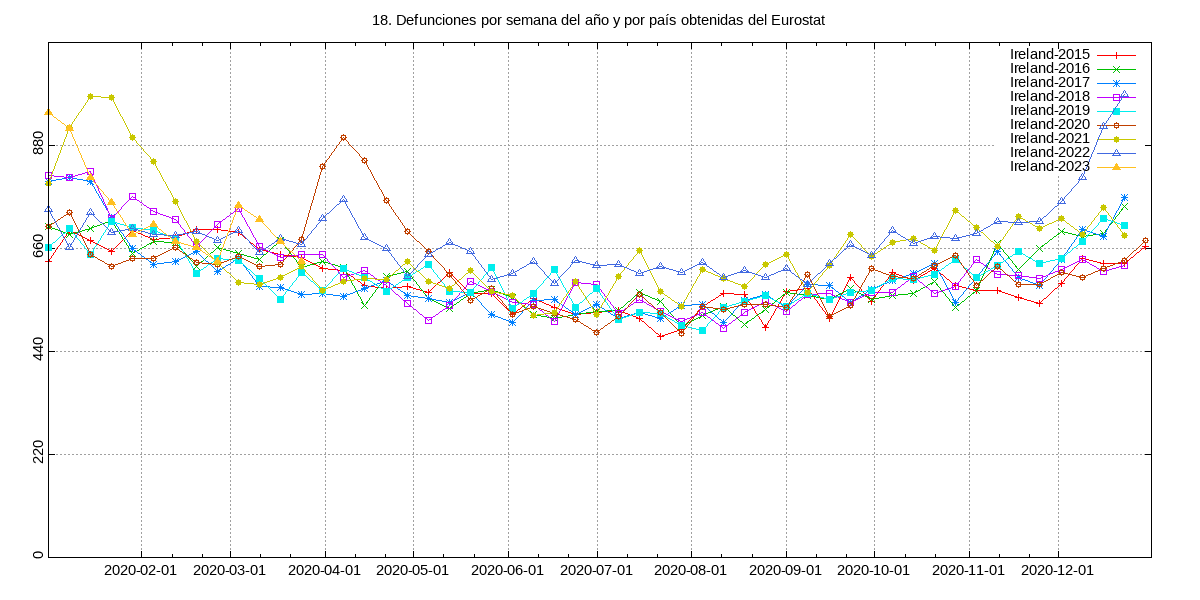 18. Defunciones por semana del año y por país obtenidas del Eurostat
Ireland-2015
Ireland-2016
Ireland-2017
Ireland-2018
Ireland-2019
Ireland-2020
Ireland-2021
Ireland-2022
Ireland-2023
880
660
440
220
0
2020-02-01 2020-03-01 2020-04-01 2020-05-01 2020-06-01 2020-07-01 2020-08-01 2020-09-01 2020-10-01 2020-11-01 2020-12-01